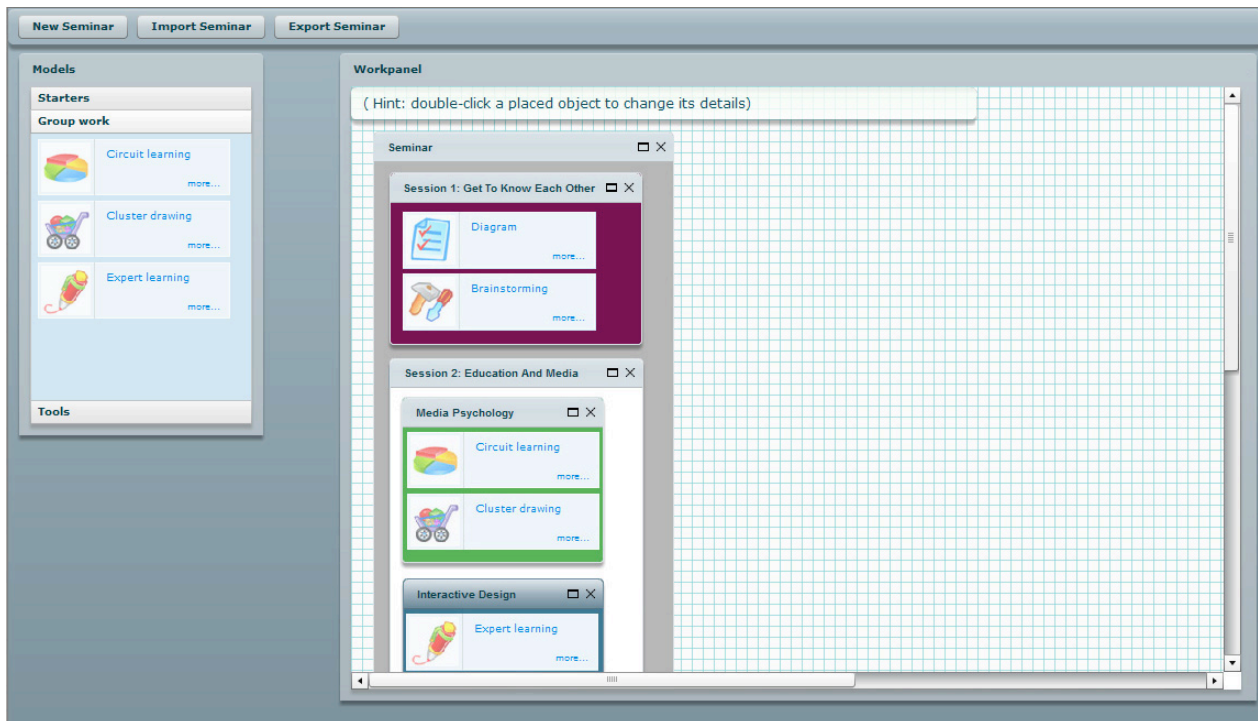 New Seminar
Import Seminar
Export Seminar
Models
Starters
Group work
Circuit learning
more...
Cluster drawing
more...
Expert learning
more...
Tools
Workpanel
( Hint: double-click a placed object to change its details)
Seminar
Session 1: Get To Know Each Other
Diagram
more...
Brainstorming
more...
Session 2: Education And Media
Media Psychology
Circuit learning
more...
Cluster drawing
more...
Interactive Design
Expert learning
more...